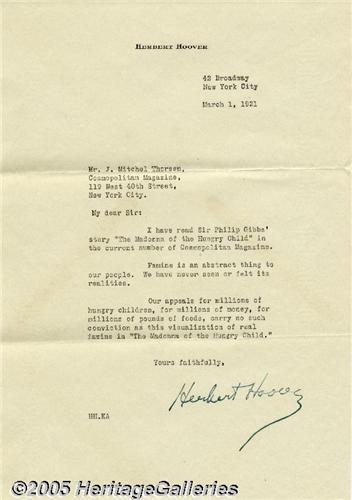 HERBERT HOOVER
42 Broadway
New York City
March 1, 1921
Mr. J. Mitchel Thorsen,
Cosmopolitan Magazine,
119 West 40th Street,
New York City.
My dear Sir:
I have read Sir Philip Gibbs'
story "The Madonna of the Hungry Child" in
the current number of Cosmopolitan Magazine.
Famine is an abstract thing to
our people. We have never seen or felt its
realities.
Our appeals for millions of
hungry children, for millions of money, for
millions of pounds of foods, carry no such
conviction as this visualization of real
famine in "The Madonna of the Hungry Child."
Yours faithfully,
Herbert Hoover
HH.KA
©2005 HeritageGalleries